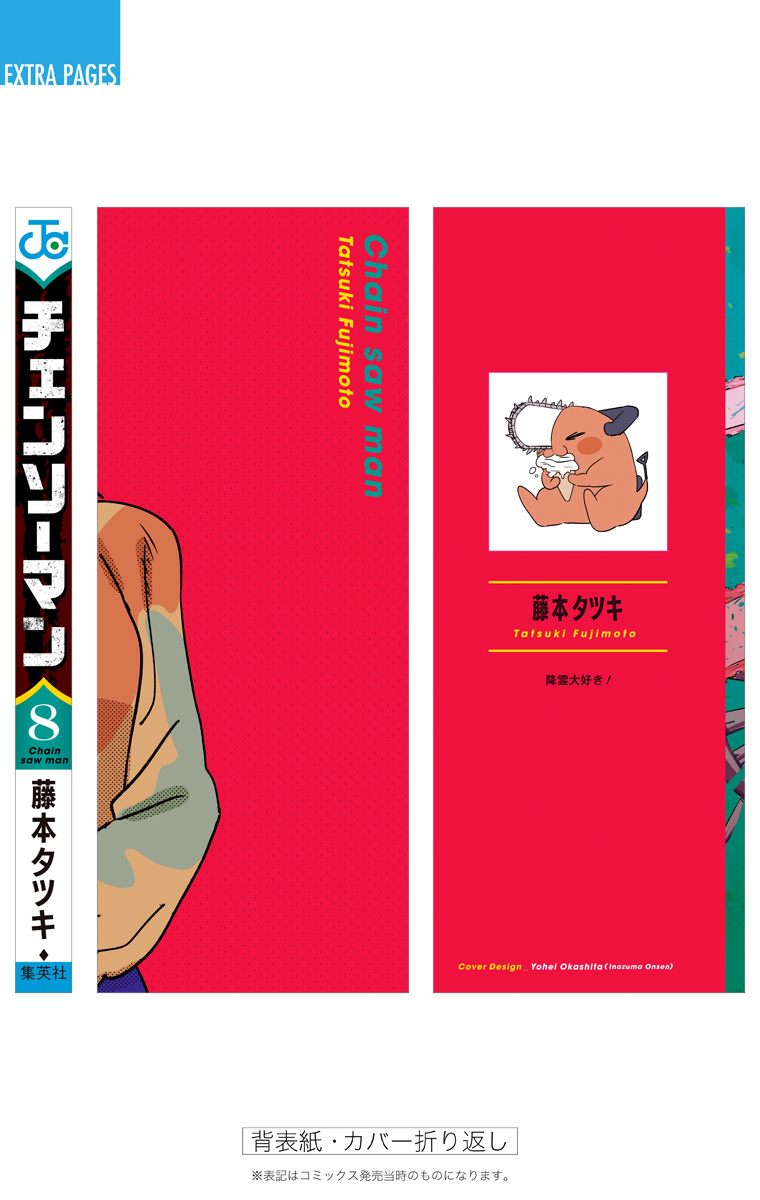 EXTRA PAGES
JC
チェンソーマン
8
Chain
saw man
藤本タツキ
◆
集英社
Chain saw man
Tatsuki Fujimoto
藤本タツキ
Tatsuki Fujimoto
降霊大好き！
Cover Design_ Yohei Okashita(Inazuma Onsen)
背表紙・カバー折り返し
※表記はコミックス発売当時のものになります。